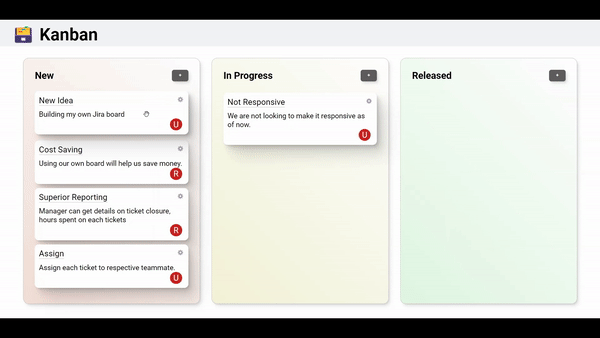 Kanban
New
+
New Idea
Building my own Jira board
U
Cost Saving
Using our own board will help us save money.
R
Superior Reporting
Manager can get details on ticket closure,
hours spent on each tickets
R
Assign
Assign each ticket to respective teammate.
U
In Progress
+
Not Responsive
We are not looking to make it responsive as
of now.
U
Released
+